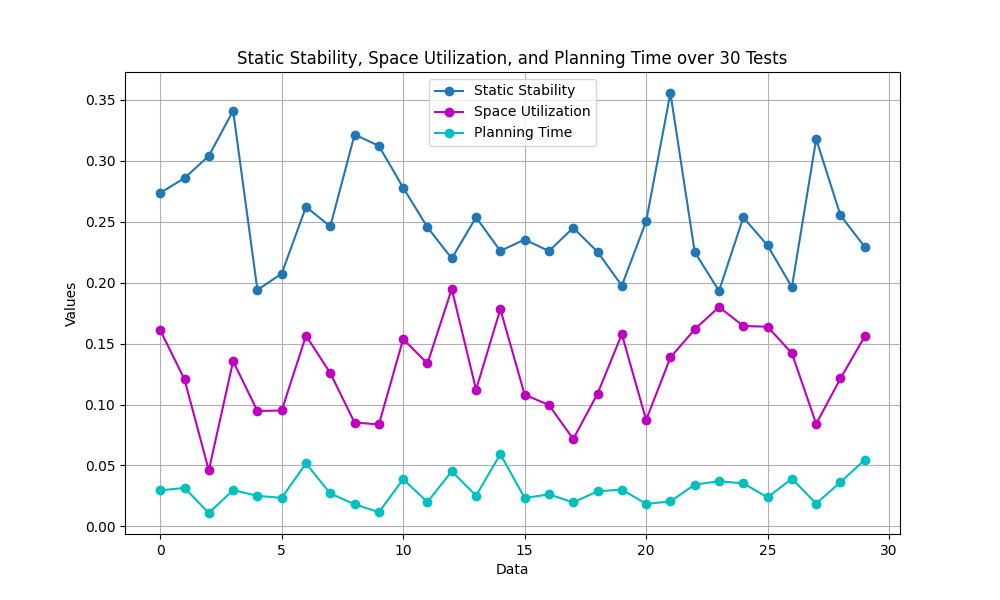 Static Stability, Space Utilization, and Planning Time over 30 Tests
Static Stability
Space Utilization
Planning Time
0.35
0.30
0.25
0.20
0.15
0.10
0.05
0.00
Values
0 5 10 15 20 25 30
Data